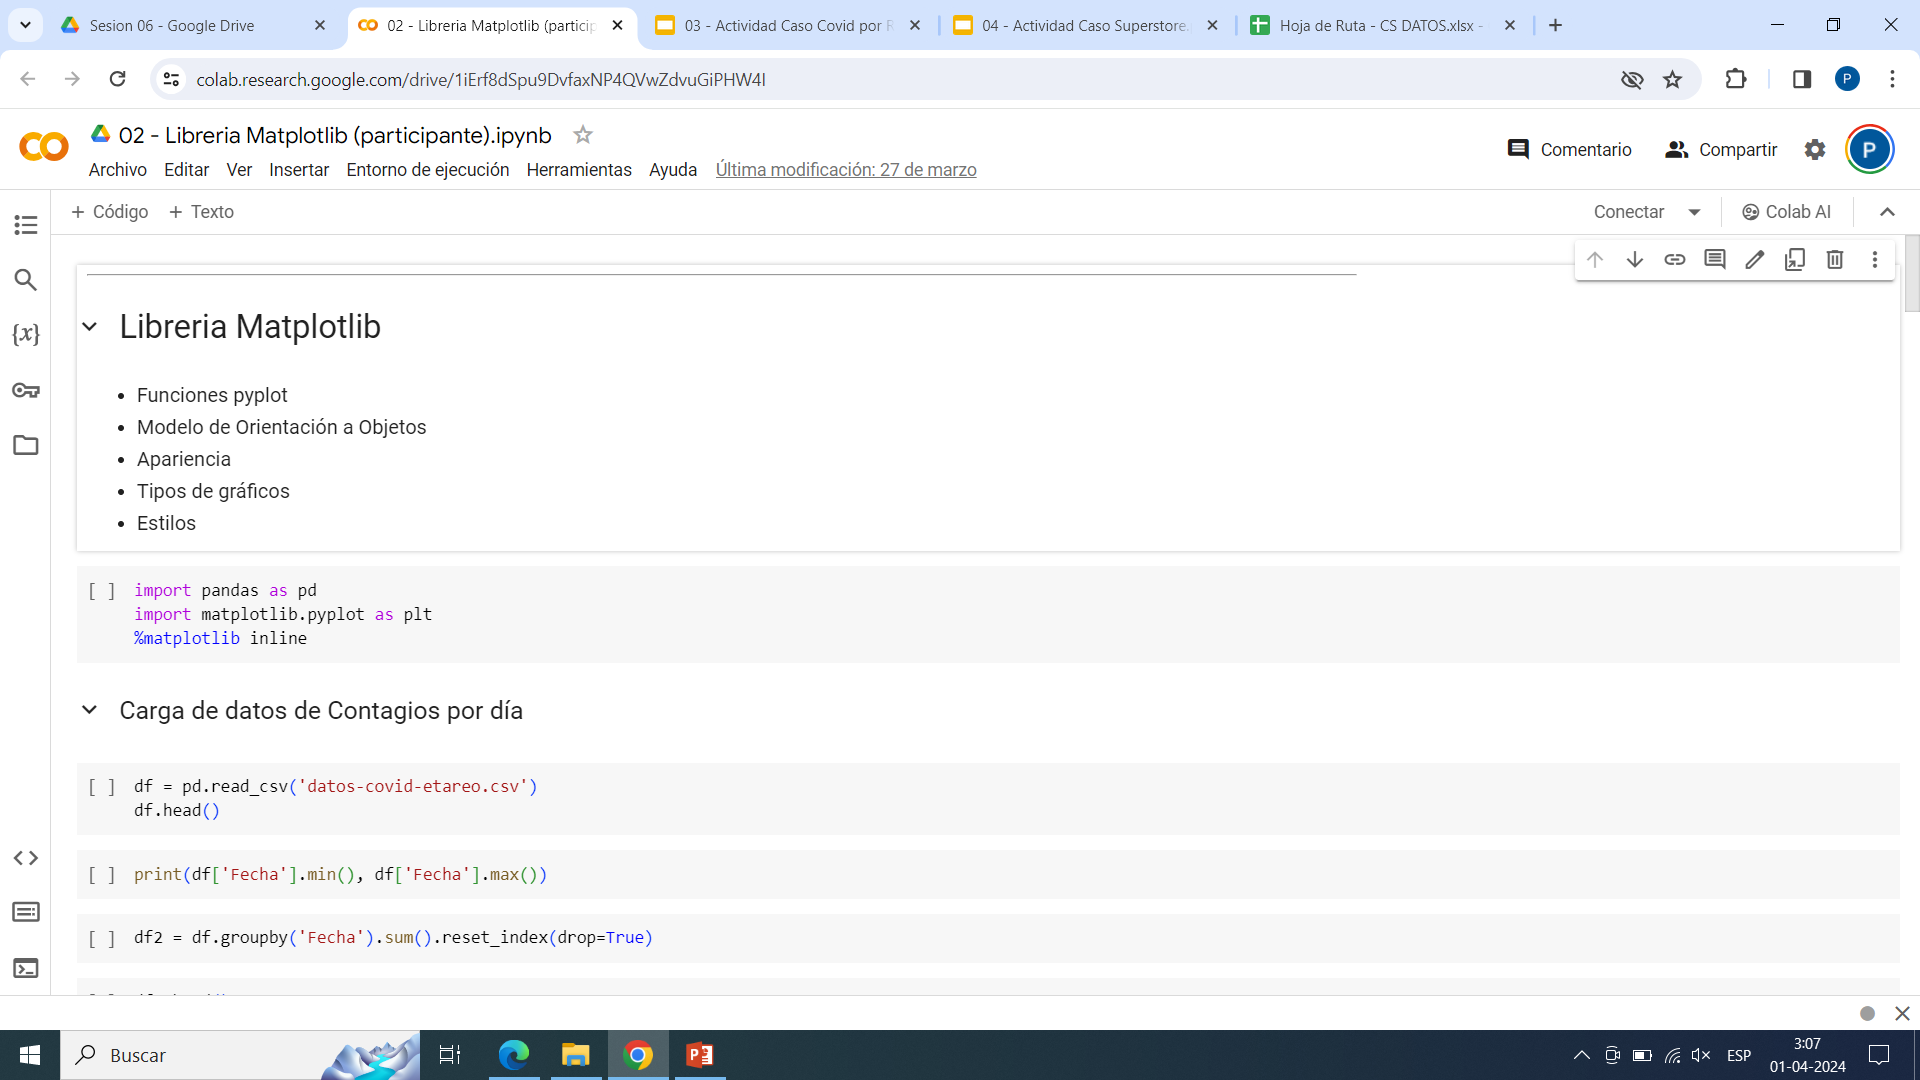 Sesion 06 - Google Drive
02 - Libreria Matplotlib (particip
03 - Actividad Caso Covid por R
04 - Actividad Caso Superstore.
Hoja de Ruta - CS DATOS.xlsx -
colab.research.google.com/drive/1iErf8dSpu9DvfaxNP4QVwZdvuGiPHW4I
P
02 - Libreria Matplotlib (participante).ipynb
Archivo Editar Ver Insertar Entorno de ejecución Herramientas Ayuda Última modificación: 27 de marzo
Comentario Compartir P
+ Código + Texto
Conectar Colab AI
Libreria Matplotlib
• Funciones pyplot
• Modelo de Orientación a Objetos
• Apariencia
• Tipos de gráficos
• Estilos
[ ] import pandas as pd
import matplotlib.pyplot as plt
%matplotlib inline
Carga de datos de Contagios por día
[ ] df = pd.read_csv('datos-covid-etareo.csv')
df.head()
[ ] print(df['Fecha'].min(), df['Fecha'].max())
[ ] df2 = df.groupby('Fecha').sum().reset_index(drop=True)
{x}
Buscar
ESP
3:07
01-04-2024